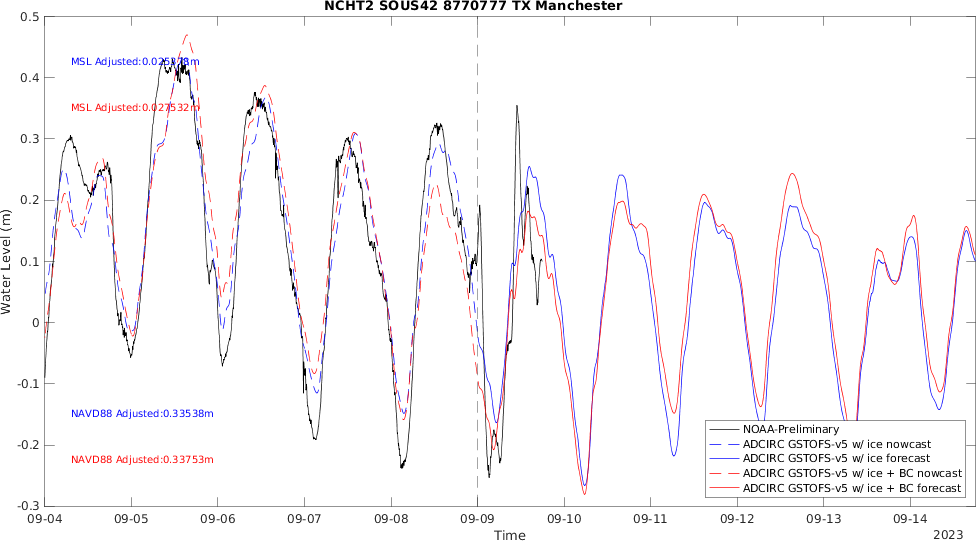 NCHT2 SOUS42 8770777 TX Manchester
0.5
0.4
0.3
0.2
0.1
0
-0.1
-0.2
-0.3
Water Level (m)
MSL Adjusted:0.025378m
MSL Adjusted:0.027532m
NAVD88 Adjusted:0.33538m
NAVD88 Adjusted:0.33753m
NOAA-Preliminary
ADCIRC GSTOFS-v5 w/ ice nowcast
ADCIRC GSTOFS-v5 w/ ice forecast
ADCIRC GSTOFS-v5 w/ ice + BC nowcast
ADCIRC GSTOFS-v5 w/ ice + BC forecast
09-04 09-05 09-06 09-07 09-08 09-09 09-10 09-11 09-12 09-13 09-14
Time
2023